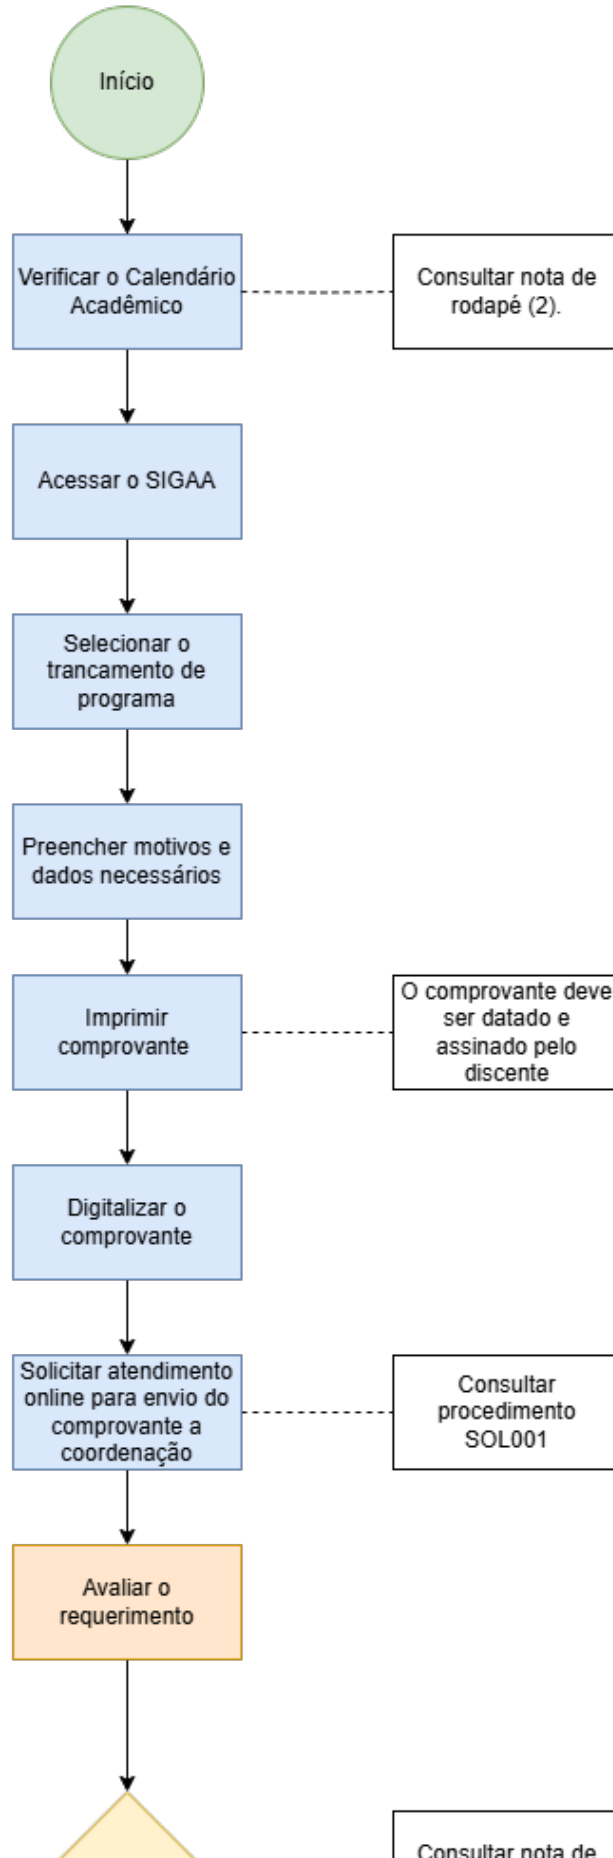 Início
Verificar o Calendário
Acadêmico
Consultar nota de
rodapé (2).
Acessar o SIGAA
Selecionar o
trancamento de
programa
Preencher motivos e
dados necessários
Imprimir
comprovante
O comprovante deve
ser datado e
assinado pelo
discente
Digitalizar o
comprovante
Solicitar atendimento
online para envio do
comprovante a
coordenação
Consultar
procedimento
SOL001
Avaliar o
requerimento
Consultar nota de